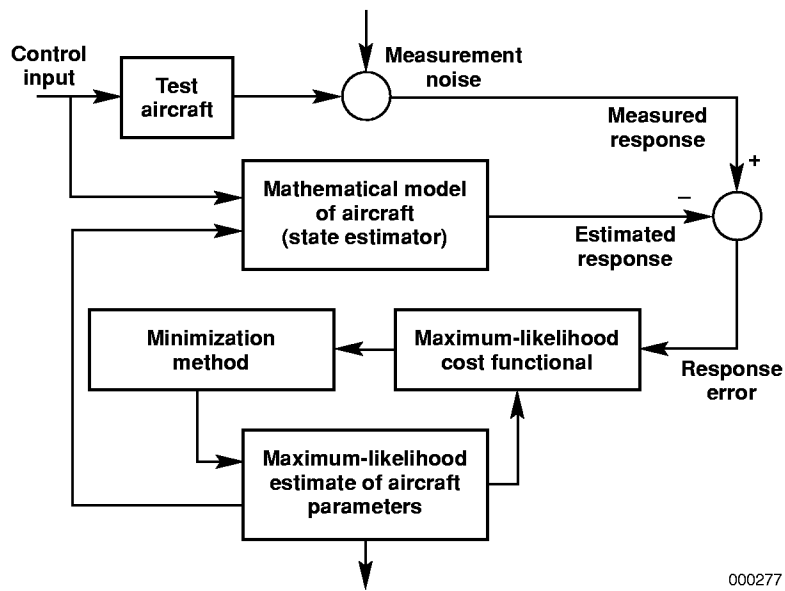 Control
input
Test
aircraft
Measurement
noise
Measured
response
+
Mathematical model
of aircraft
(state estimator)
–
Estimated
response
Minimization
method
Maximum-likelihood
cost functional
Response
error
Maximum-likelihood
estimate of aircraft
parameters
000277